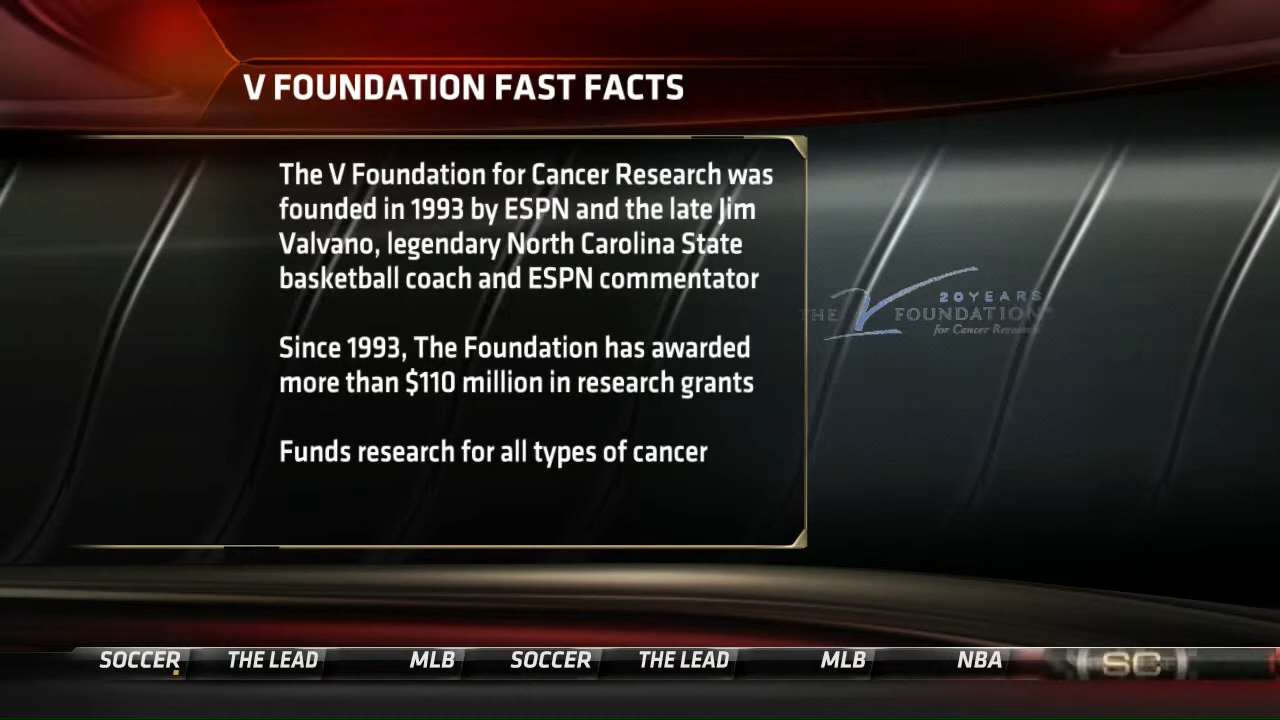 V FOUNDATION FAST FACTS
The V Foundation for Cancer Research was
founded in 1993 by ESPN and the late Jim
Valvano, legendary North Carolina State
basketball coach and ESPN commentator
Since 1993, The Foundation has awarded
more than $110 million in research grants
Funds research for all types of cancer
20 YEARS
THE V FOUNDATION
for Cancer Research
SOCCER THE LEAD MLB SOCCER THE LEAD MLB NBA SC